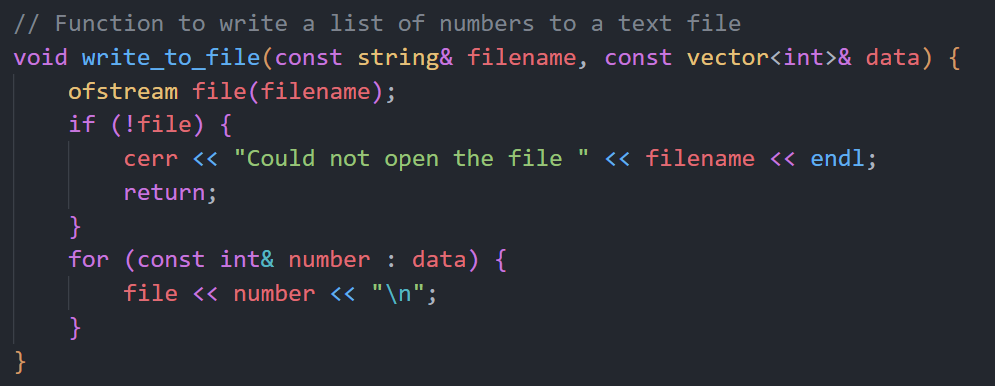 // Function to write a list of numbers to a text file
void write_to_file(const string& filename, const vector<int>& data) {
    ofstream file(filename);
    if (!file) {
        cerr << "Could not open the file " << filename << endl;
        return;
    }
    for (const int& number : data) {
        file << number << "\n";
    }
}